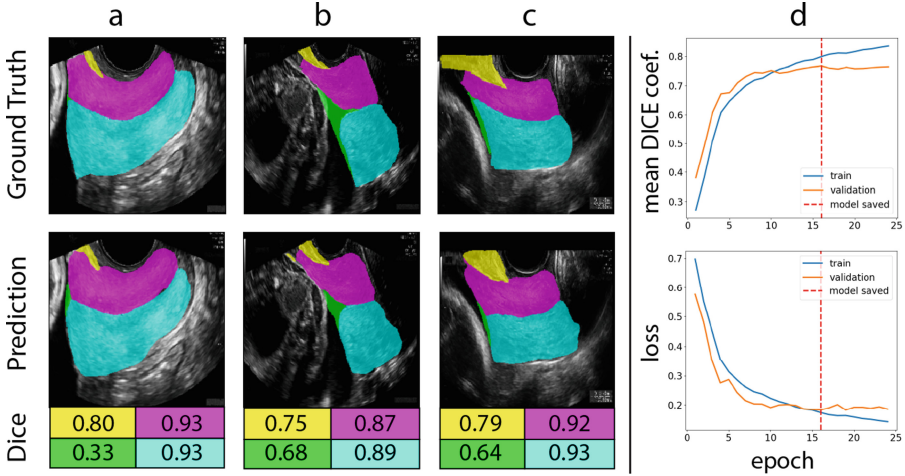 a b c d
Ground Truth
Prediction
Dice
0.80 0.93
0.33 0.93
0.75 0.87
0.68 0.89
0.79 0.92
0.64 0.93
mean DICE coef.
0.8
0.7
0.6
0.5
0.4
0.3
train
validation
model saved
0 5 10 15 20 25
loss
0.7
0.6
0.5
0.4
0.3
0.2
train
validation
model saved
0 5 10 15 20 25
epoch